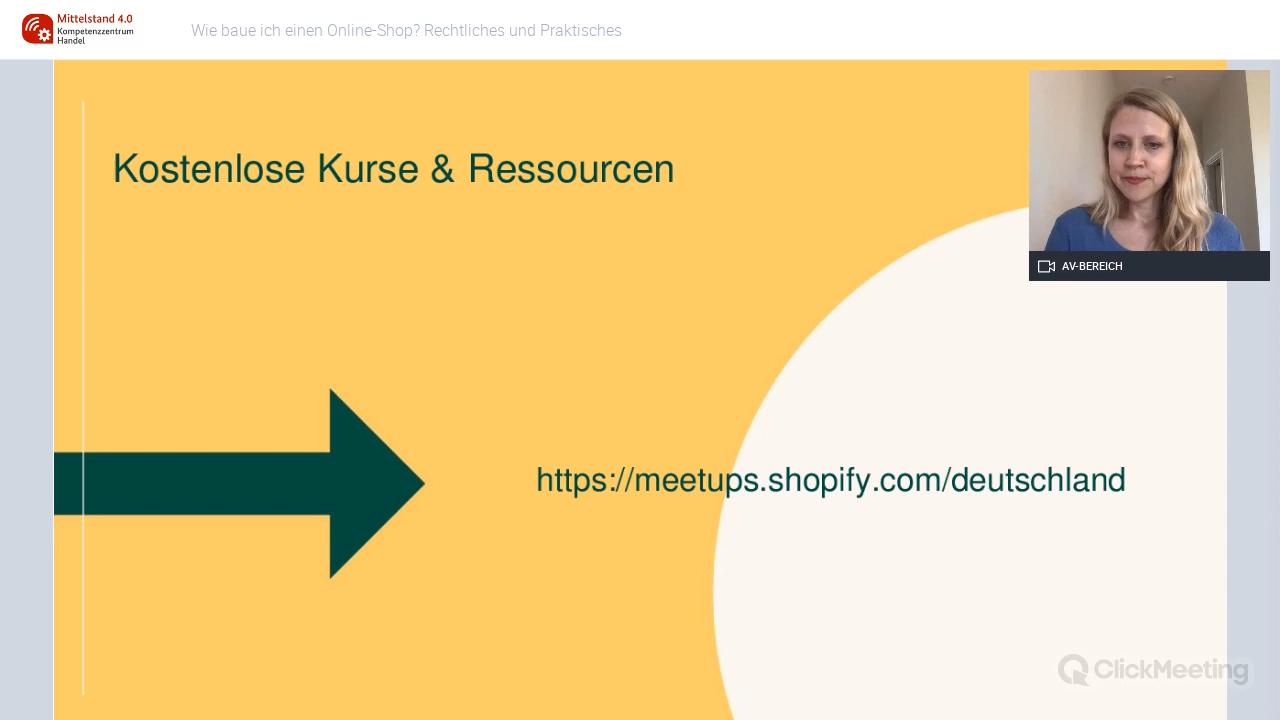 Mittelstand 4.0
Kompetenzzentrum
Handel
Wie baue ich einen Online-Shop? Rechtliches und Praktisches
Kostenlose Kurse & Ressourcen
AV-BEREICH
https://meetups.shopify.com/deutschland
ClickMeeting